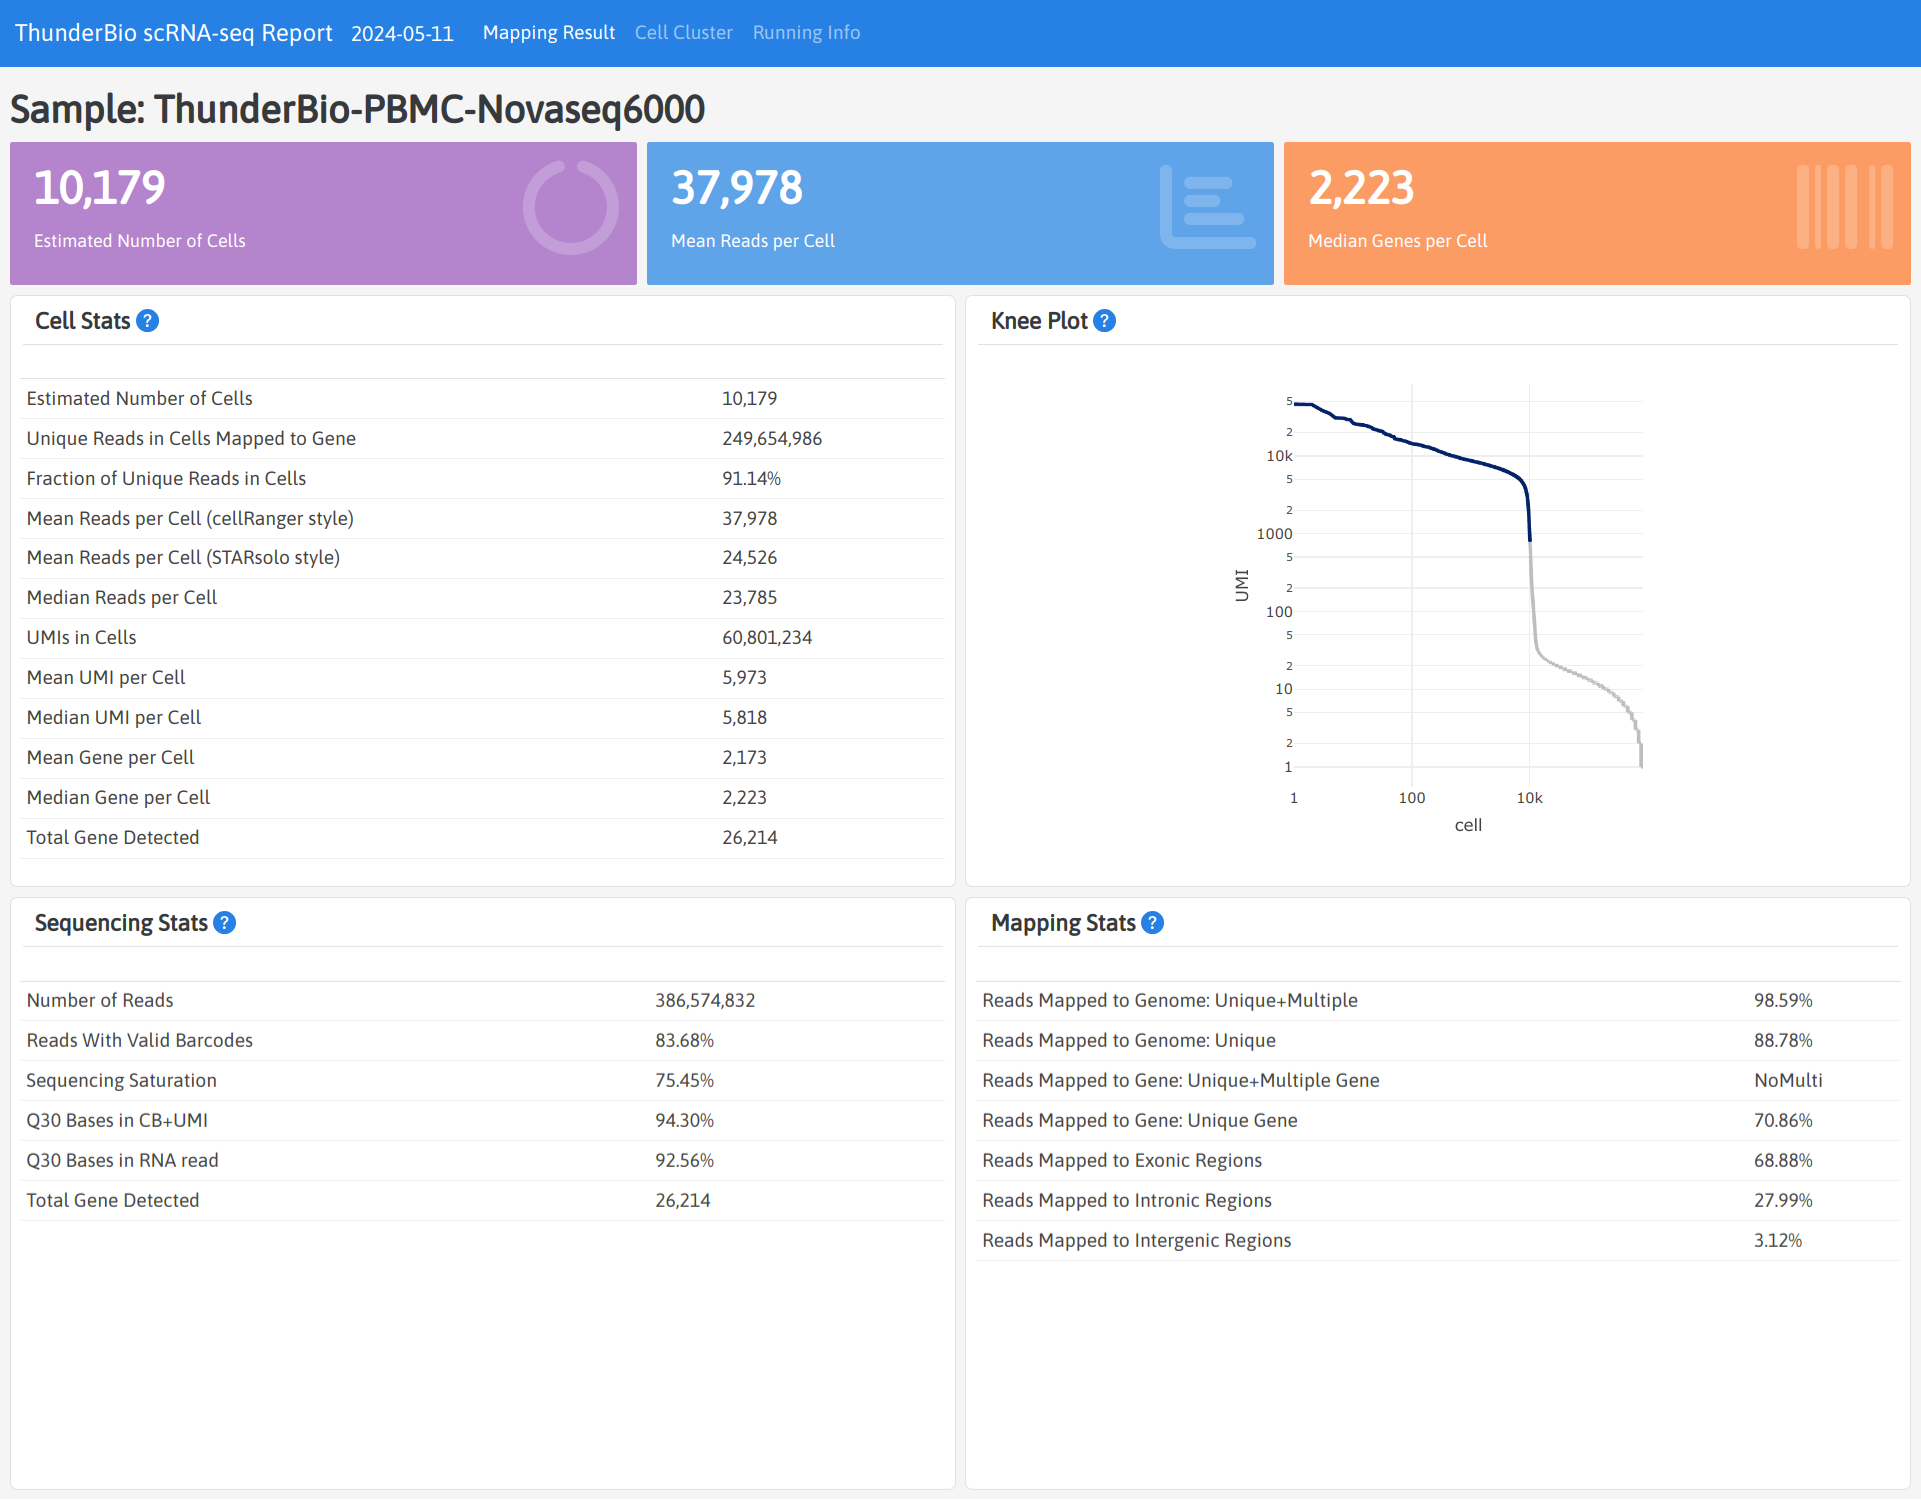 ThunderBio scRNA-seq Report 2024-05-11 Mapping Result Cell Cluster Running Info
Sample: ThunderBio-PBMC-Novaseq6000
10,179
Estimated Number of Cells
37,978
Mean Reads per Cell
2,223
Median Genes per Cell
Cell Stats ?
Estimated Number of Cells 10,179
Unique Reads in Cells Mapped to Gene 249,654,986
Fraction of Unique Reads in Cells 91.14%
Mean Reads per Cell (cellRanger style) 37,978
Mean Reads per Cell (STARsolo style) 24,526
Median Reads per Cell 23,785
UMIs in Cells 60,801,234
Mean UMI per Cell 5,973
Median UMI per Cell 5,818
Mean Gene per Cell 2,173
Median Gene per Cell 2,223
Total Gene Detected 26,214
Knee Plot ?
5
2
10k
5
2
1000
5
2
100
5
2
10
5
2
1
UMI
1 100 10k
cell
Sequencing Stats ?
Number of Reads 386,574,832
Reads With Valid Barcodes 83.68%
Sequencing Saturation 75.45%
Q30 Bases in CB+UMI 94.30%
Q30 Bases in RNA read 92.56%
Total Gene Detected 26,214
Mapping Stats ?
Reads Mapped to Genome: Unique+Multiple 98.59%
Reads Mapped to Genome: Unique 88.78%
Reads Mapped to Gene: Unique+Multiple Gene NoMulti
Reads Mapped to Gene: Unique Gene 70.86%
Reads Mapped to Exonic Regions 68.88%
Reads Mapped to Intronic Regions 27.99%
Reads Mapped to Intergenic Regions 3.12%